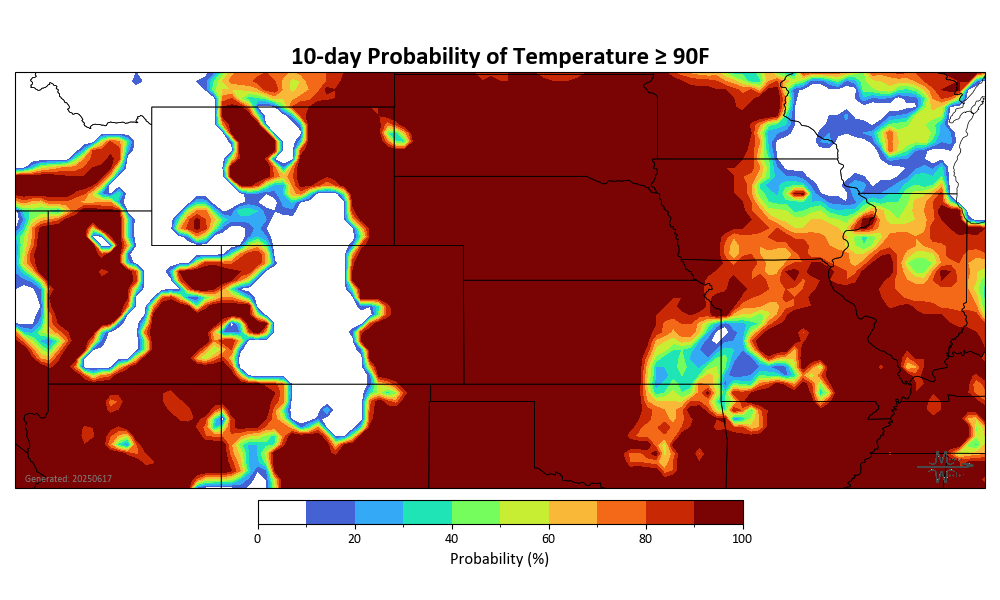 10-day Probability of Temperature ≥ 90F
Generated: 20250617
0 20 40 60 80 100
Probability (%)